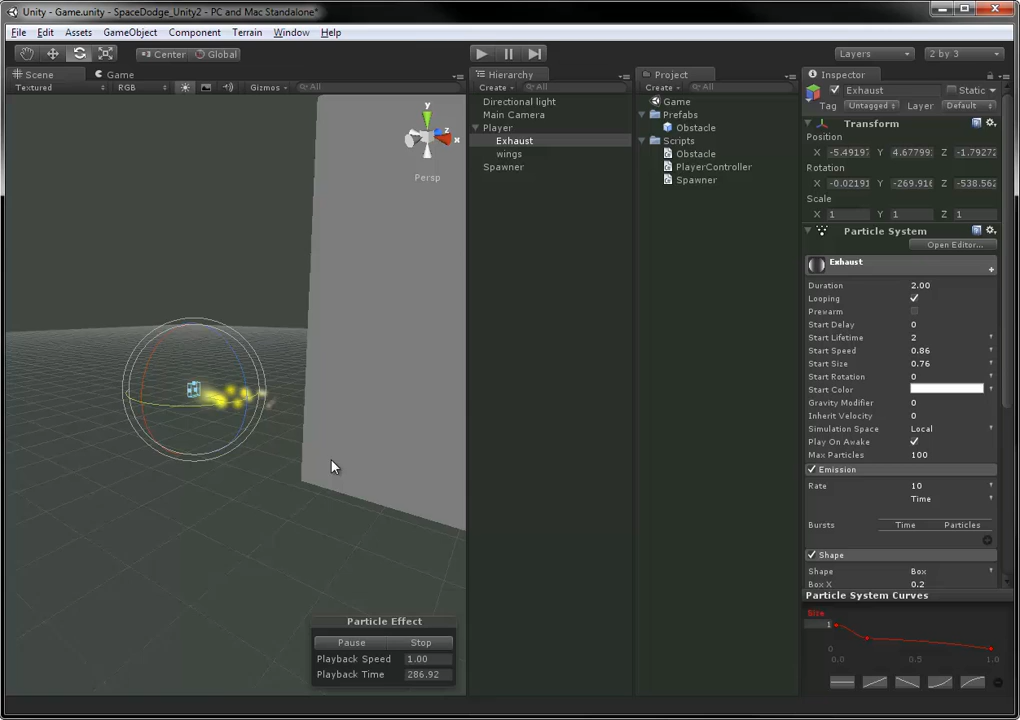 Unity - Game.unity - SpaceDodge_Unity2 - PC and Mac Standalone*
File Edit Assets GameObject Component Terrain Window Help
Center Global Layers 2 by 3
Scene Game
Textured RGB Gizmos All
y
z
x
Persp
Particle Effect
Pause Stop
Playback Speed 1.00
Playback Time 286.92
Hierarchy
Create All
Directional light
Main Camera
Player
Exhaust
wings
Spawner
Project
Create All
Game
Prefabs
Obstacle
Scripts
Obstacle
PlayerController
Spawner
Inspector
Exhaust Static
Tag Untagged Layer Default
Transform
Position
X -5.49197 Y 4.67799 Z -1.79272
Rotation
X -0.02191 Y -269.916 Z -538.562
Scale
X 1 Y 1 Z 1
Particle System
Open Editor...
Exhaust
Duration 2.00
Looping
Prewarm
Start Delay 0
Start Lifetime 2
Start Speed 0.86
Start Size 0.76
Start Rotation 0
Start Color
Gravity Modifier 0
Inherit Velocity 0
Simulation Space Local
Play On Awake
Max Particles 100
Emission
Rate 10
Time
Bursts Time Particles
Shape
Shape Box
Box X 0.2
Particle System Curves
Size
1
0
0.0 0.5 1.0